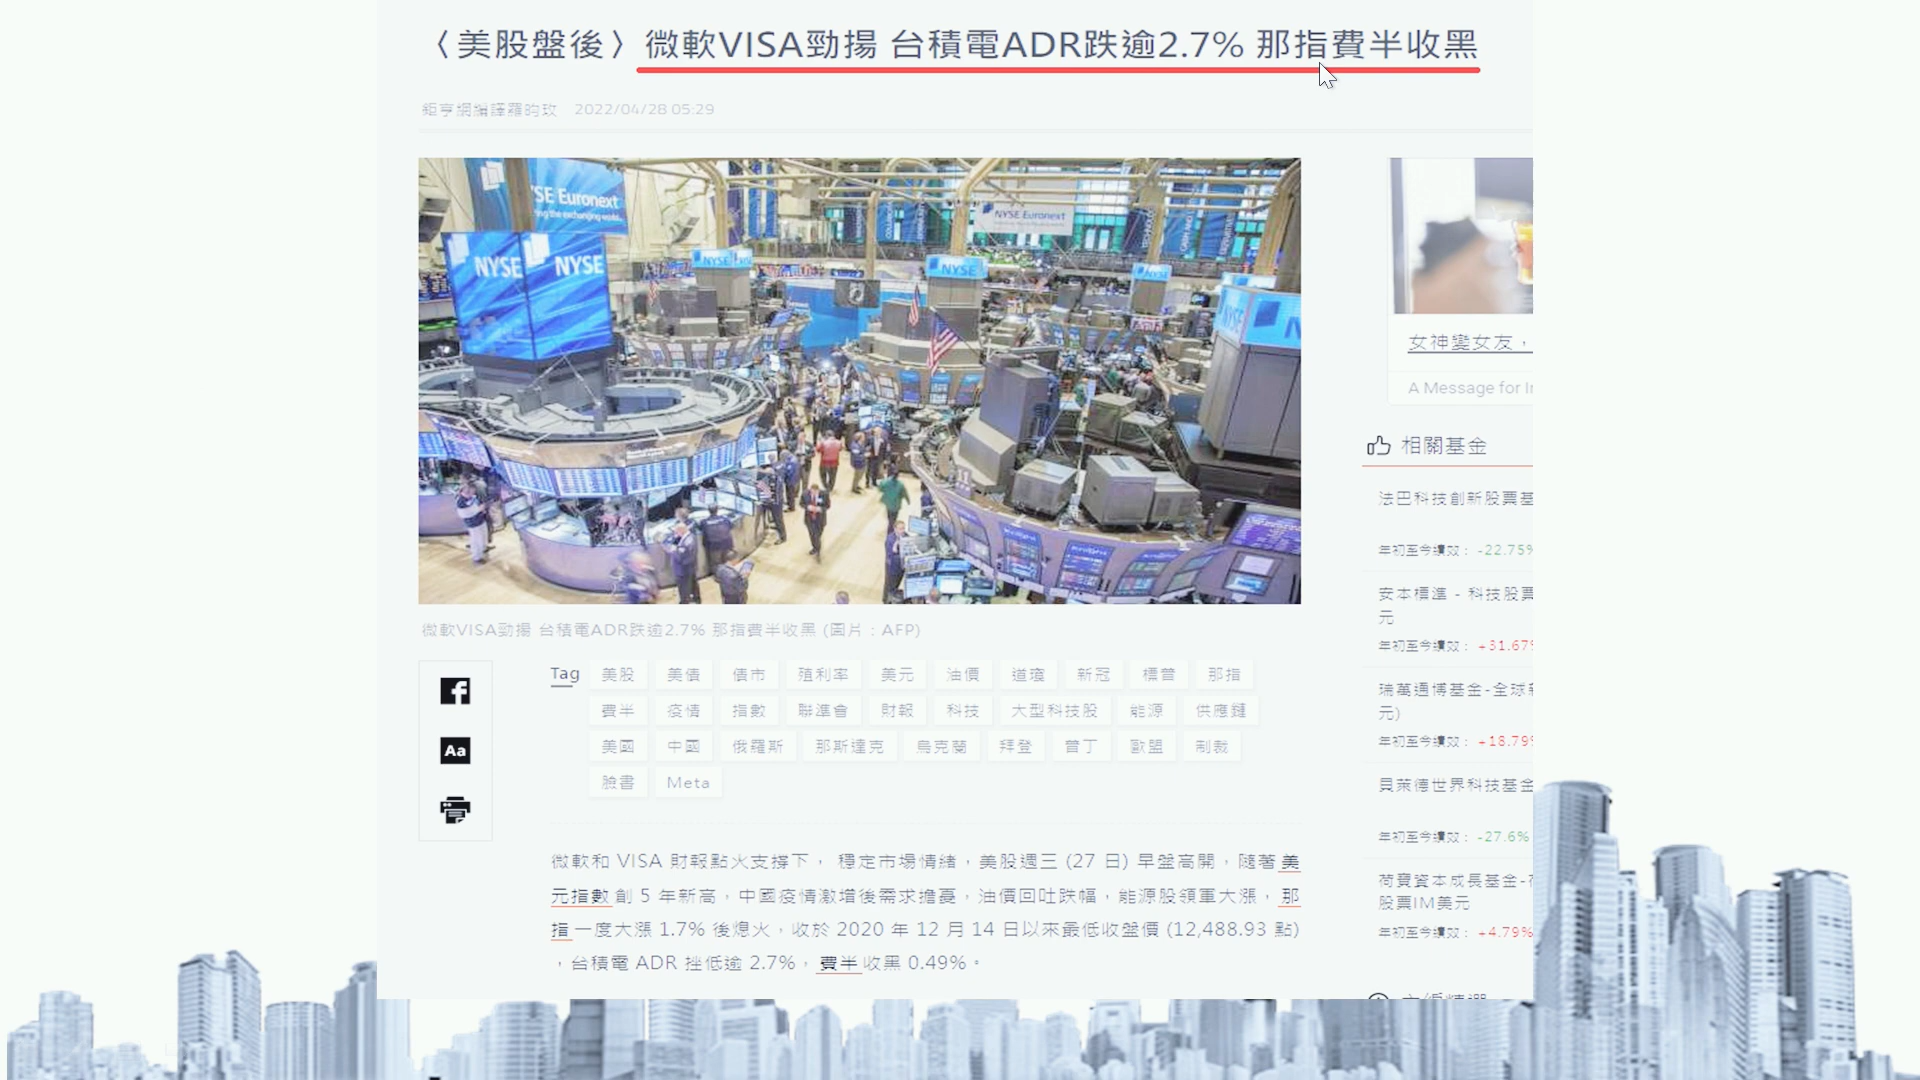 〈美股盤後〉微軟VISA勁揚 台積電ADR跌逾2.7% 那指費半收黑
鉅亨網編譯羅昀玫 2022/04/28 05:29
SE Euronext
NYSE Euronext
NYSE NYSE
NYSE
NYSE
NYSE
NYSE
微軟VISA勁揚 台積電ADR跌逾2.7% 那指費半收黑 (圖片：AFP)
Aa
Tag 美股 美債 債市 殖利率 美元 油價 道瓊 新冠 標普 那指
費半 疫情 指數 聯準會 財報 科技 大型科技股 能源 供應鏈
美國 中國 俄羅斯 那斯達克 烏克蘭 拜登 普丁 歐盟 制裁
臉書 Meta
微軟和 VISA 財報點火支撐下， 穩定市場情緒，美股週三 (27 日) 早盤高開，隨著美
元指數創 5 年新高，中國疫情激增後需求擔憂，油價回吐跌幅，能源股領軍大漲，那
指一度大漲 1.7% 後熄火，收於 2020 年 12 月 14 日以來最低收盤價 (12,488.93 點)
，台積電 ADR 挫低逾 2.7%，費半收黑 0.49%。
女神變女友，
A Message for
相關基金
法巴科技創新股票基
年初至今績效： -22.75%
安本標準 - 科技股票
元
年初至今績效： +31.67%
瑞萬通博基金-全球
元)
年初至今績效： +18.79%
貝萊德世界科技基金
年初至今績效： -27.6%
荷寶資本成長基金-
股票IM美元
年初至今績效： +4.79%